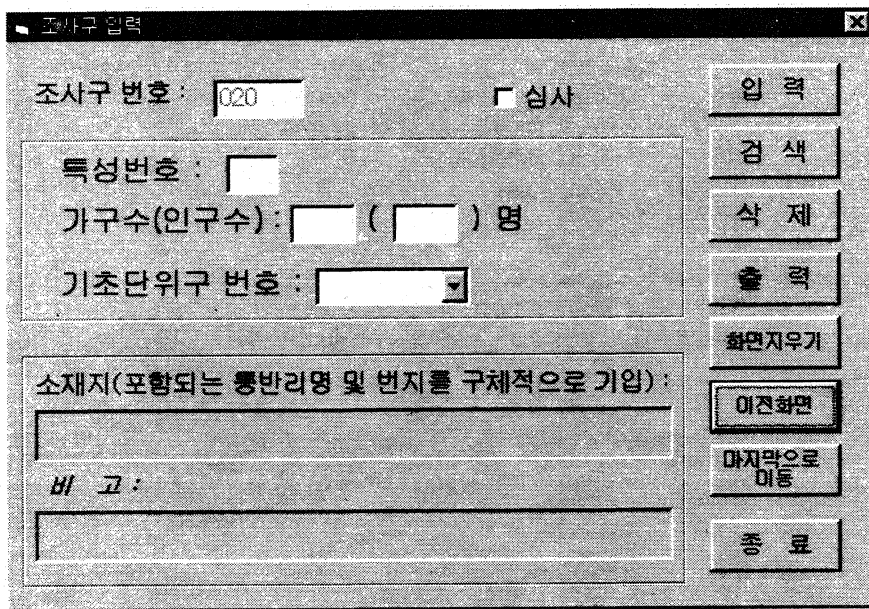 조사구 입력
조사구 번호 : 020
심사
특성번호 :
가구수(인구수) : ( ) 명
기초단위구 번호 :
소재지(포함되는 통반리명 및 번지를 구체적으로 기입) :
비 고 :
입 력
검 색
삭 제
출 력
화면지우기
이전화면
마지막으로
이동
종 료